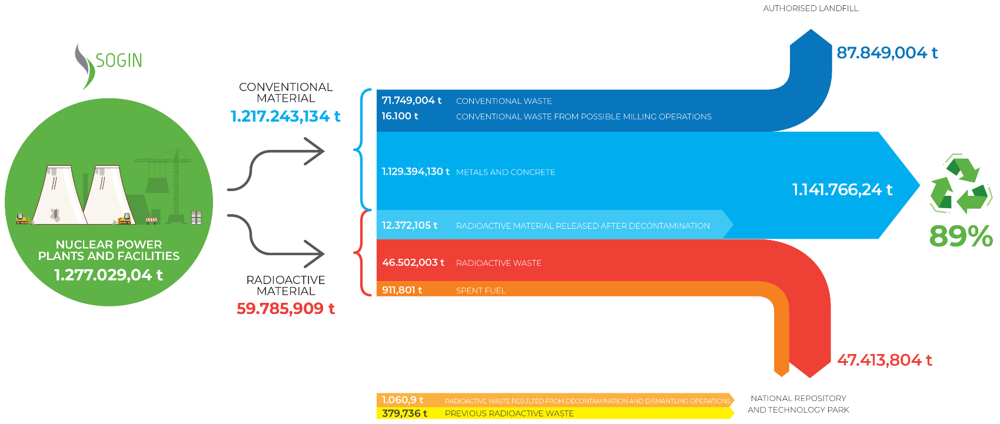 AUTHORISED LANDFILL
87.849,004 t
SOGIN
CONVENTIONAL
MATERIAL
1.217.243,134 t
71.749,004 t CONVENTIONAL WASTE
16.100 t CONVENTIONAL WASTE FROM POSSIBLE MILLING OPERATIONS
1.129.394,130 t METALS AND CONCRETE
1.141.766,24 t
12.372,105 t RADIOACTIVE MATERIAL RELEASED AFTER DECONTAMINATION
89%
NUCLEAR POWER
PLANTS AND FACILITIES
1.277.029,04 t
46.502,003 t RADIOACTIVE WASTE
RADIOACTIVE
MATERIAL
59.785,909 t
911,801 t SPENT FUEL
47.413,804 t
1.060,9 t RADIOACTIVE WASTE RESULTED FROM DECONTAMINATION AND DISMANTLING OPERATIONS
379,736 t PREVIOUS RADIOACTIVE WASTE
NATIONAL REPOSITORY
AND TECHNOLOGY PARK